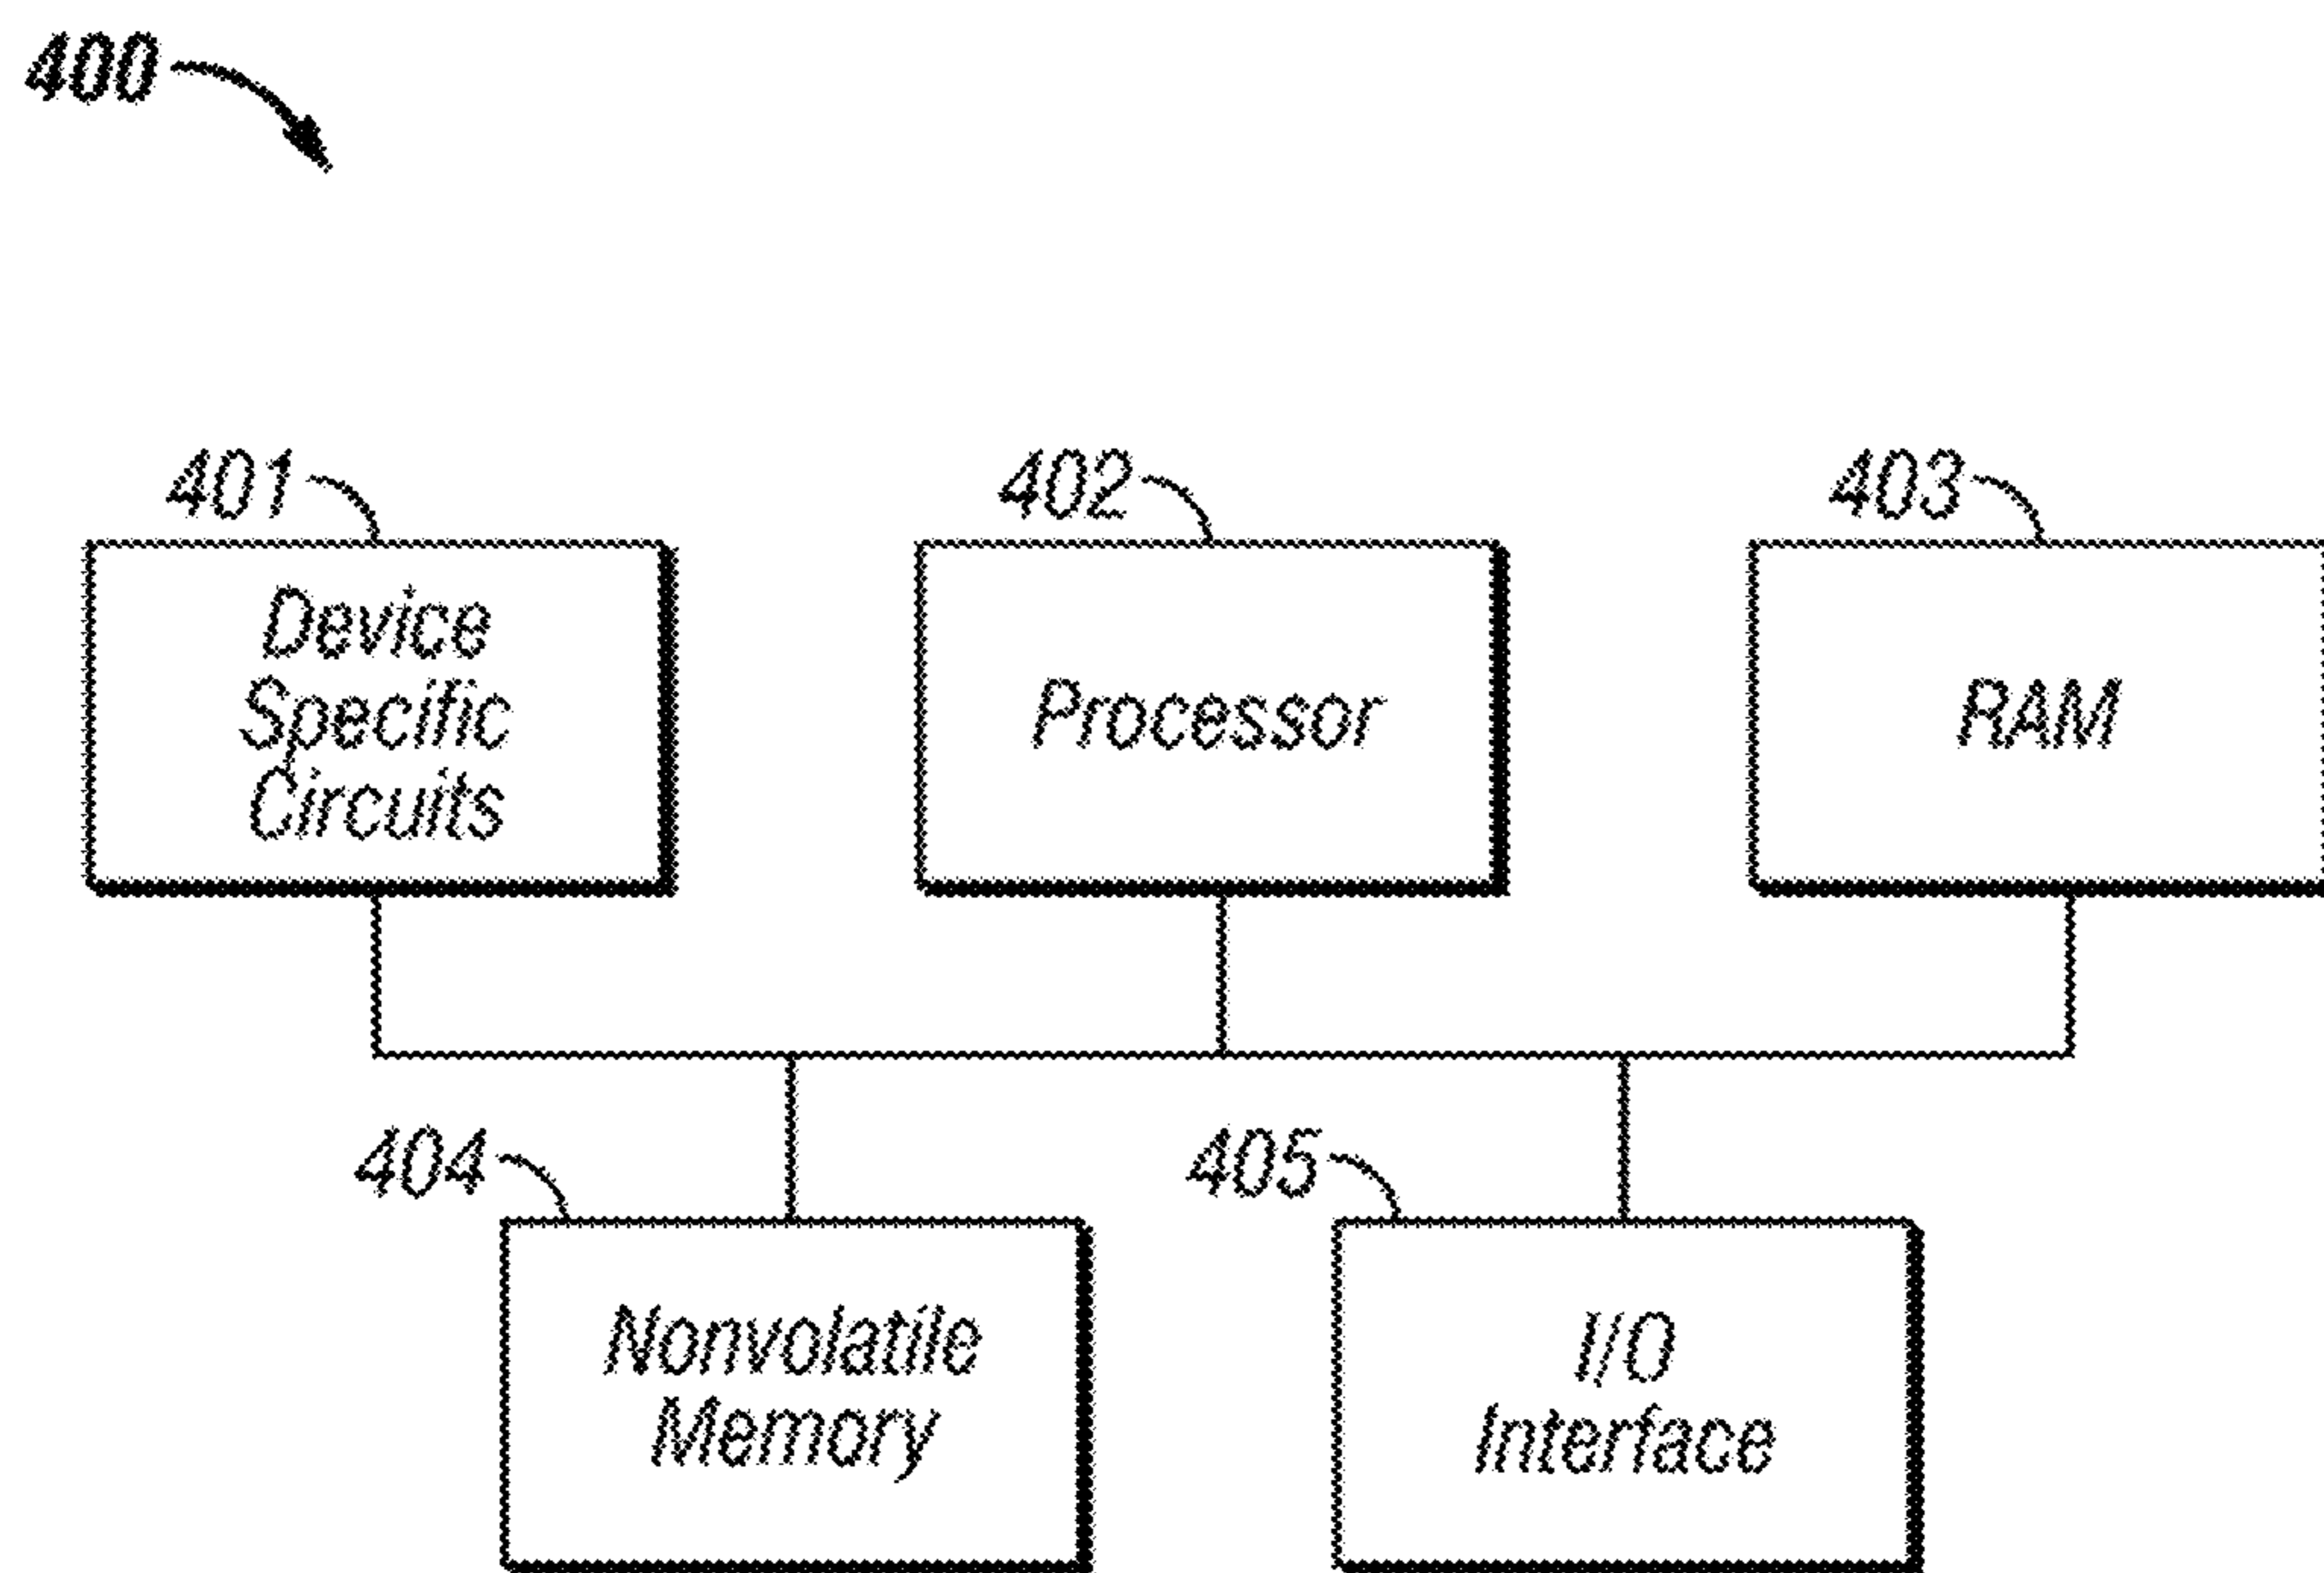 400
401
402
403
Device
Specific
Circuits
Processor
RAM
404
405
Nonvolatile
Memory
I/O
Interface